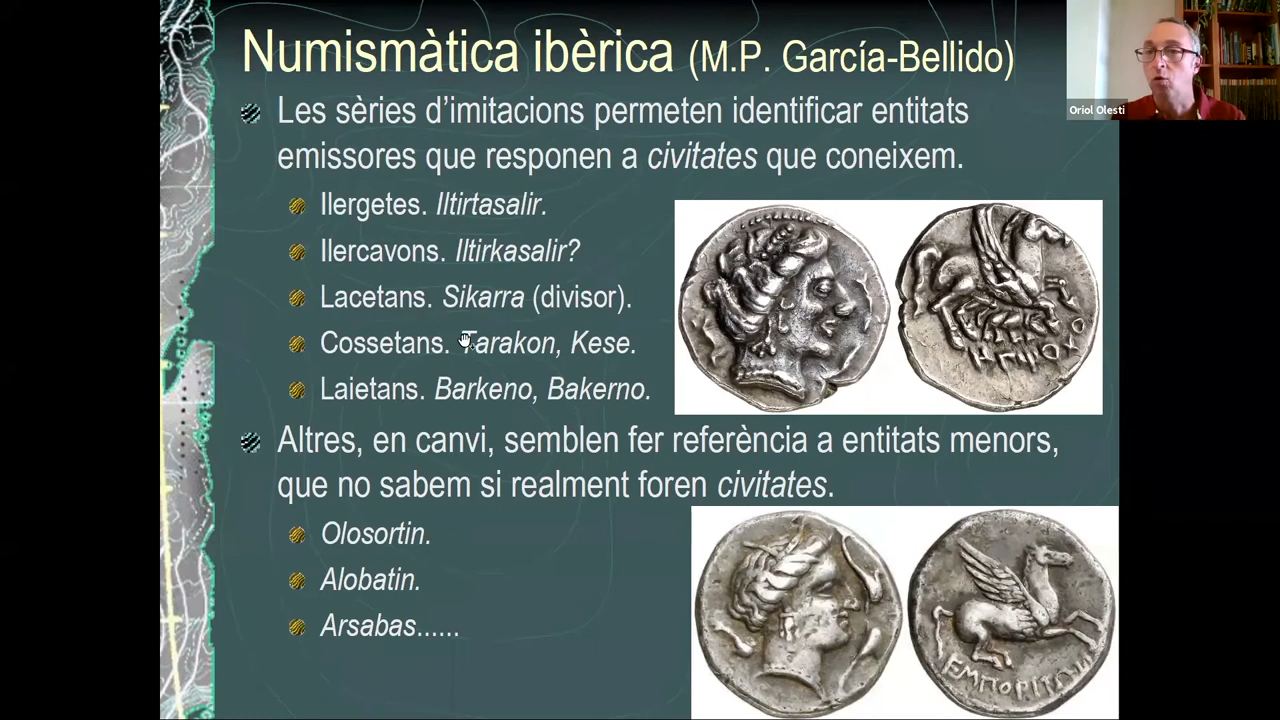 Numismàtica ibèrica (M.P. García-Bellido)
Oriol Olesti
Les sèries d’imitacions permeten identificar entitats
emissores que responen a civitates que coneixem.
Ilergetes. Iltirtasalir.
Ilercavons. Iltirkasalir?
Lacetans. Sikarra (divisor).
Cossetans. Tarakon, Kese.
Laietans. Barkeno, Bakerno.
Altres, en canvi, semblen fer referència a entitats menors,
que no sabem si realment foren civitates.
Olosortin.
Alobatin.
Arsabas......